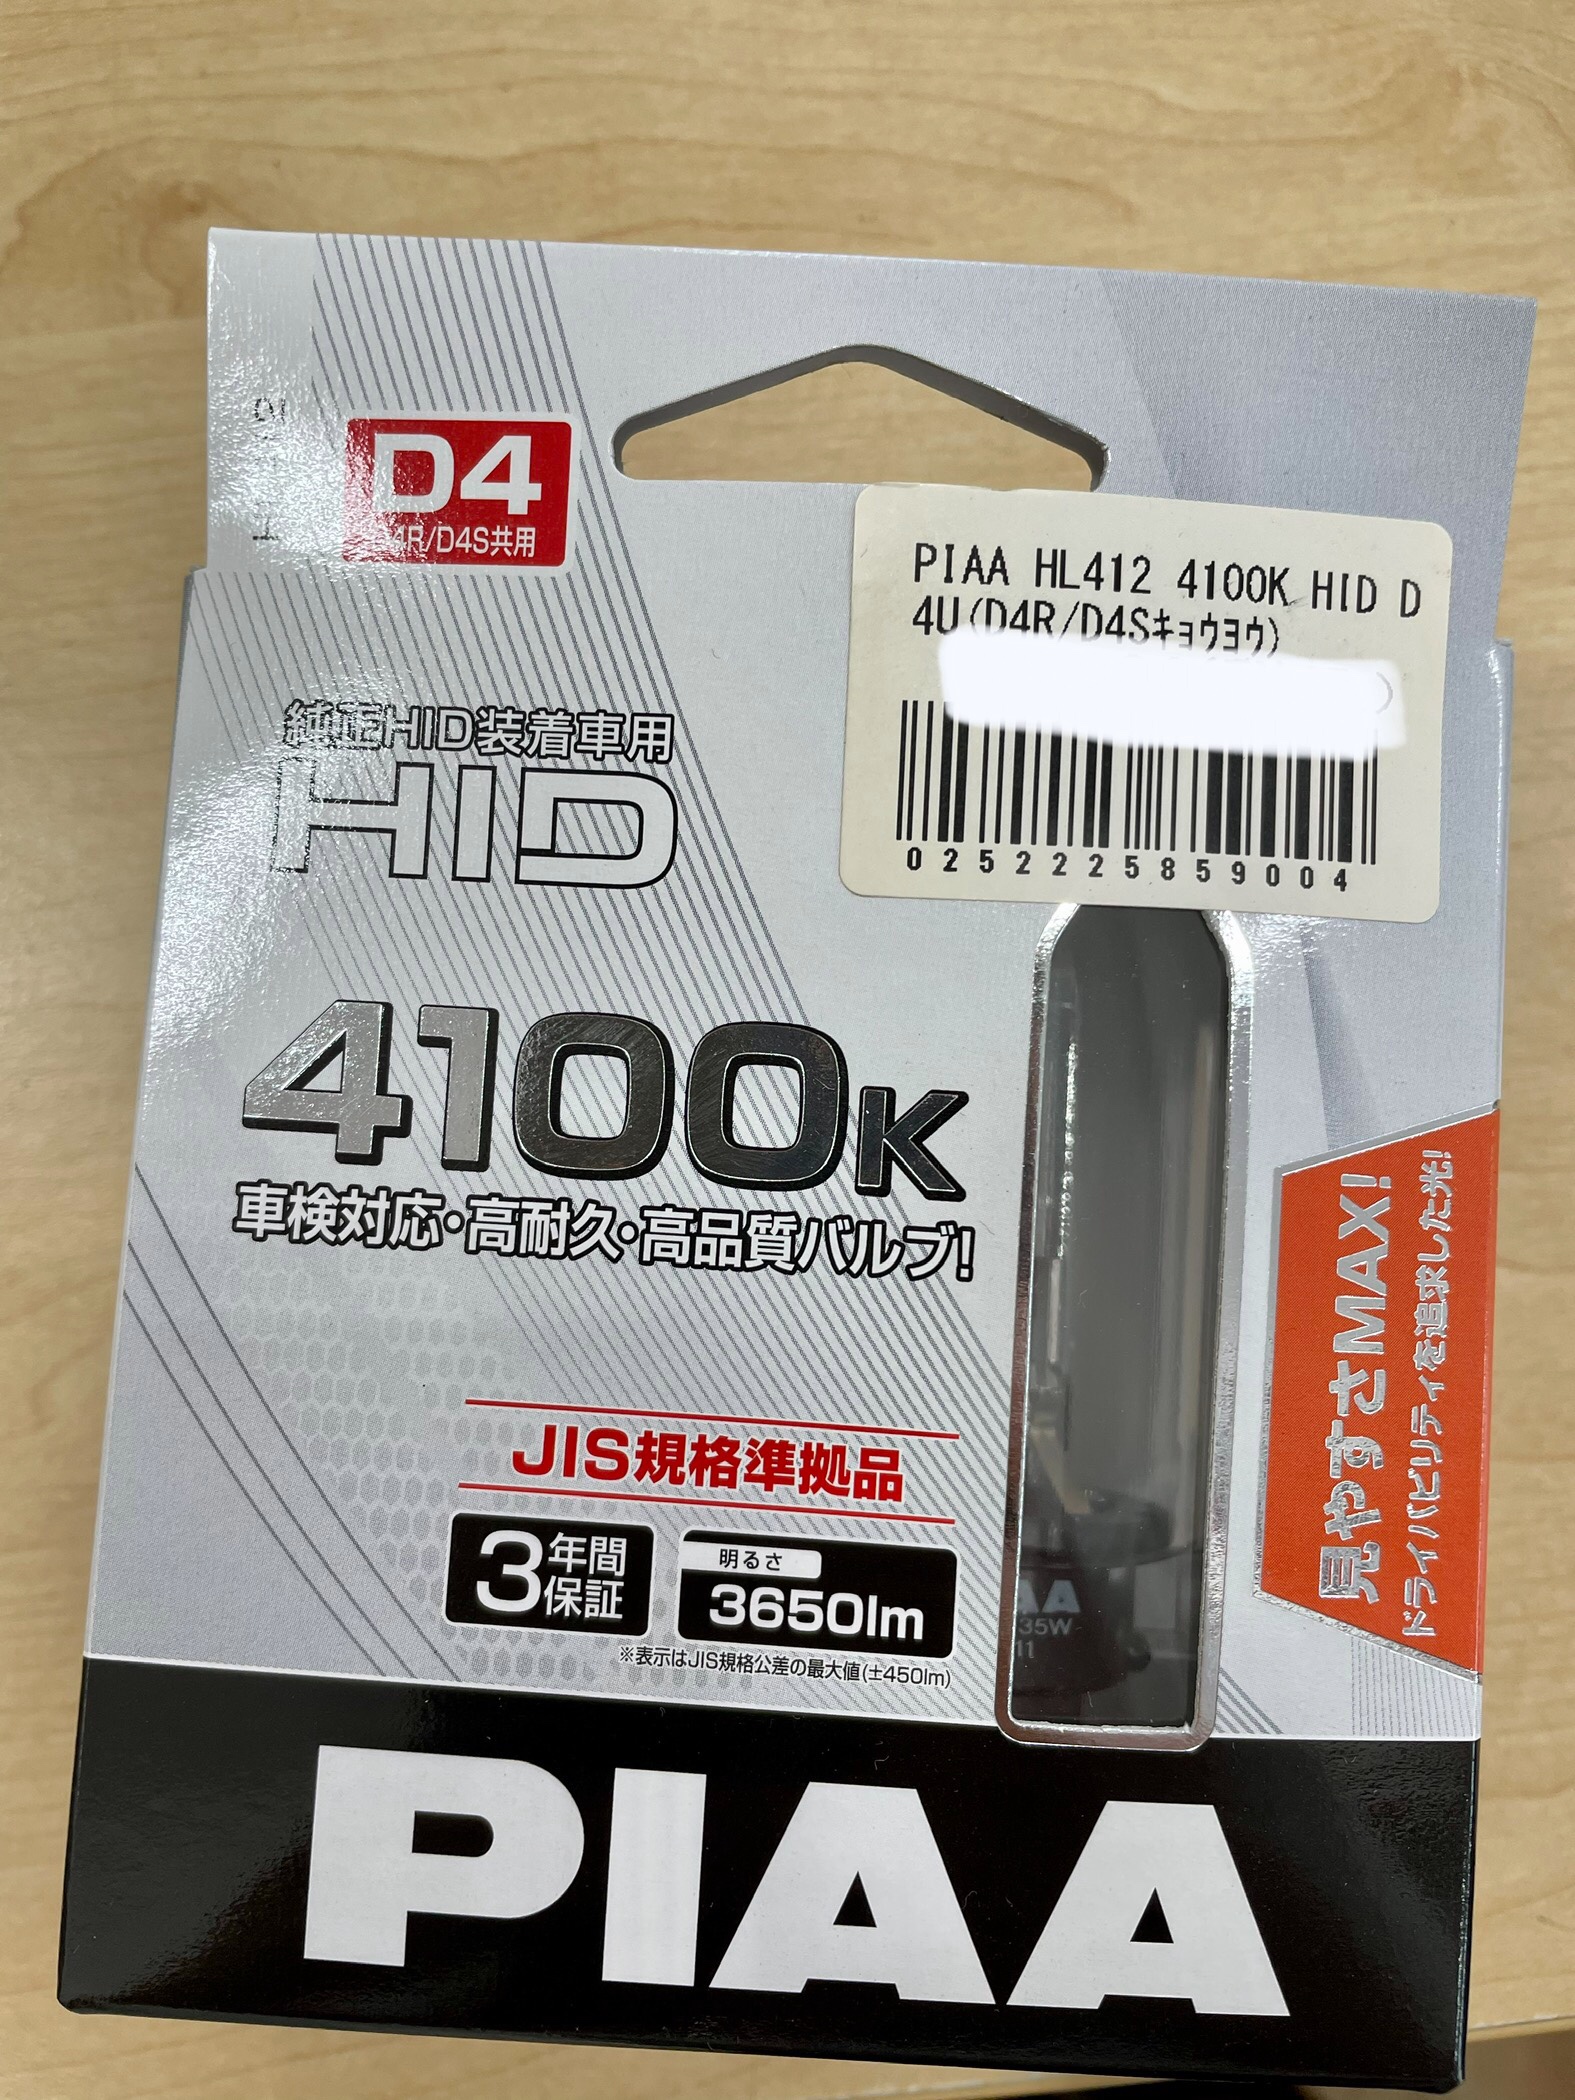 D4
D4R/D4S共用
PIAA HL412 4100K HID D
4U(D4R/D4Sｷｮｳﾖｳ)
0252225859004
純正HID装着車用
HID
4100K
車検対応・高耐久・高品質バルブ!
見やすさMAX!
ドライバビリティを追求した光!
JIS規格準拠品
3年間保証
明るさ
3650lm
※表示はJIS規格公差の最大値(±450lm)
35W
11
PIAA